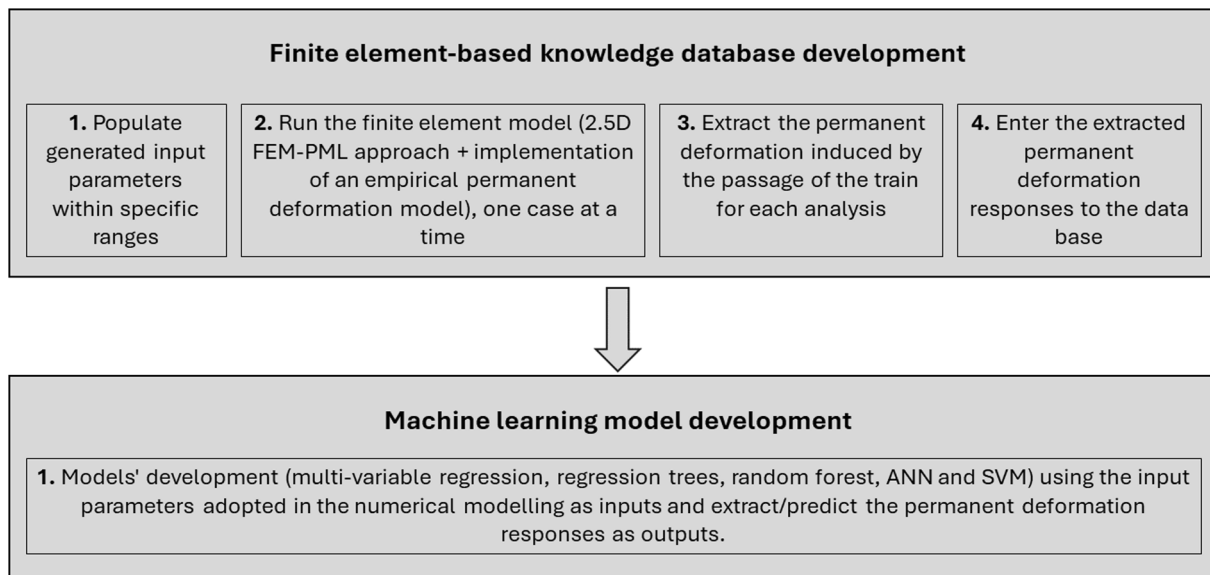 Finite element-based knowledge database development
1. Populate
generated input
parameters
within specific
ranges
2. Run the finite element model (2.5D
FEM-PML approach + implementation
of an empirical permanent
deformation model), one case at a
time
3. Extract the permanent
deformation induced by
the passage of the train
for each analysis
4. Enter the extracted
permanent
deformation
responses to the data
base
Machine learning model development
1. Models' development (multi-variable regression, regression trees, random forest, ANN and SVM) using the input
parameters adopted in the numerical modelling as inputs and extract/predict the permanent deformation
responses as outputs.